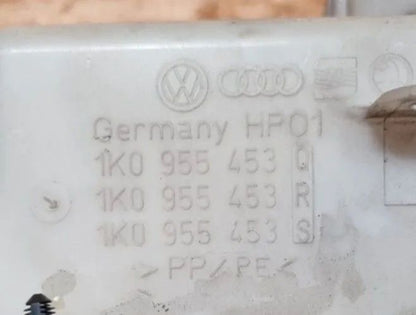 Germany HP01
1K0 955 453 Q
1K0 955 453 R
1K0 955 453 S
>PP/PE<